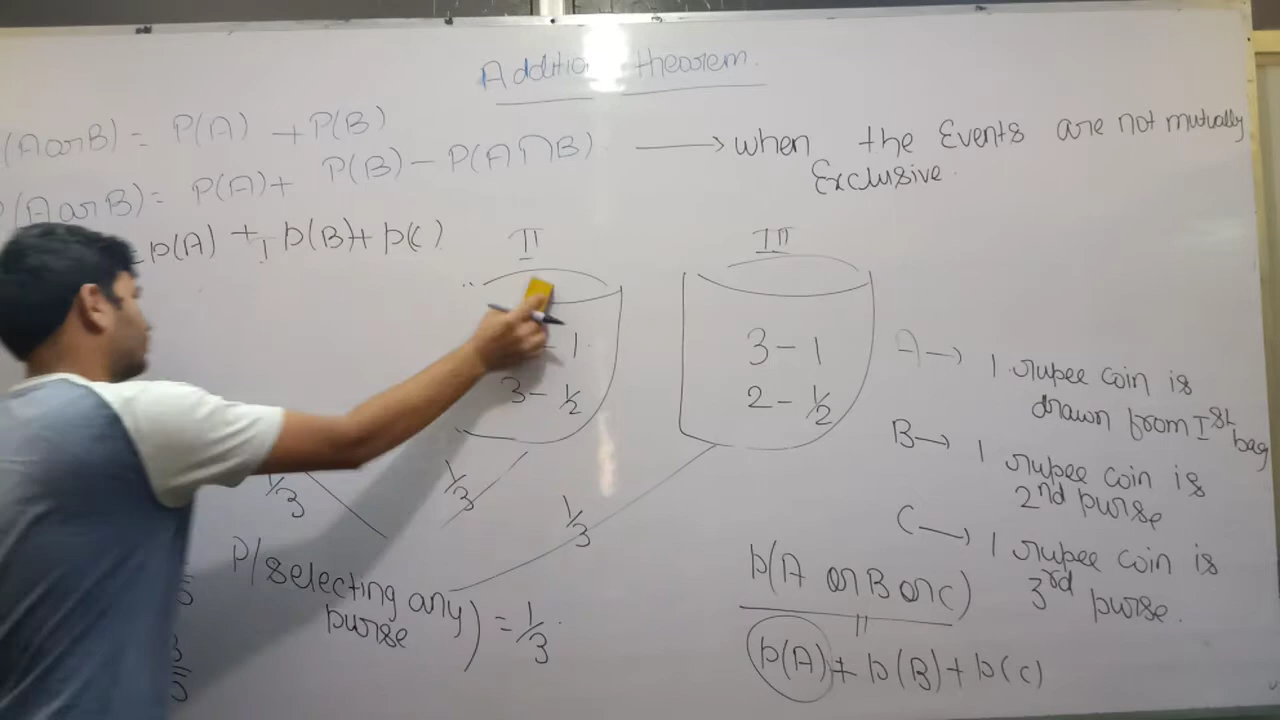 Addition theorem.
(A or B) = P(A) + P(B)
P(A or B) = P(A) + P(B) - P(A∩B) → when the Events are not mutually
Exclusive.
= p(A) + p(B) + p(C)
II
III
- 1
3 - 1/2
3 - 1
2 - 1/2
A → 1 rupee coin is
drawn from Ist bag
B → 1 rupee coin is
2nd purse
C → 1 rupee coin is
3rd purse.
1/3
1/3
1/3
P(selecting any purse) = 1/3.
p(A or B or C)
=
p(A) + p(B) + p(C)